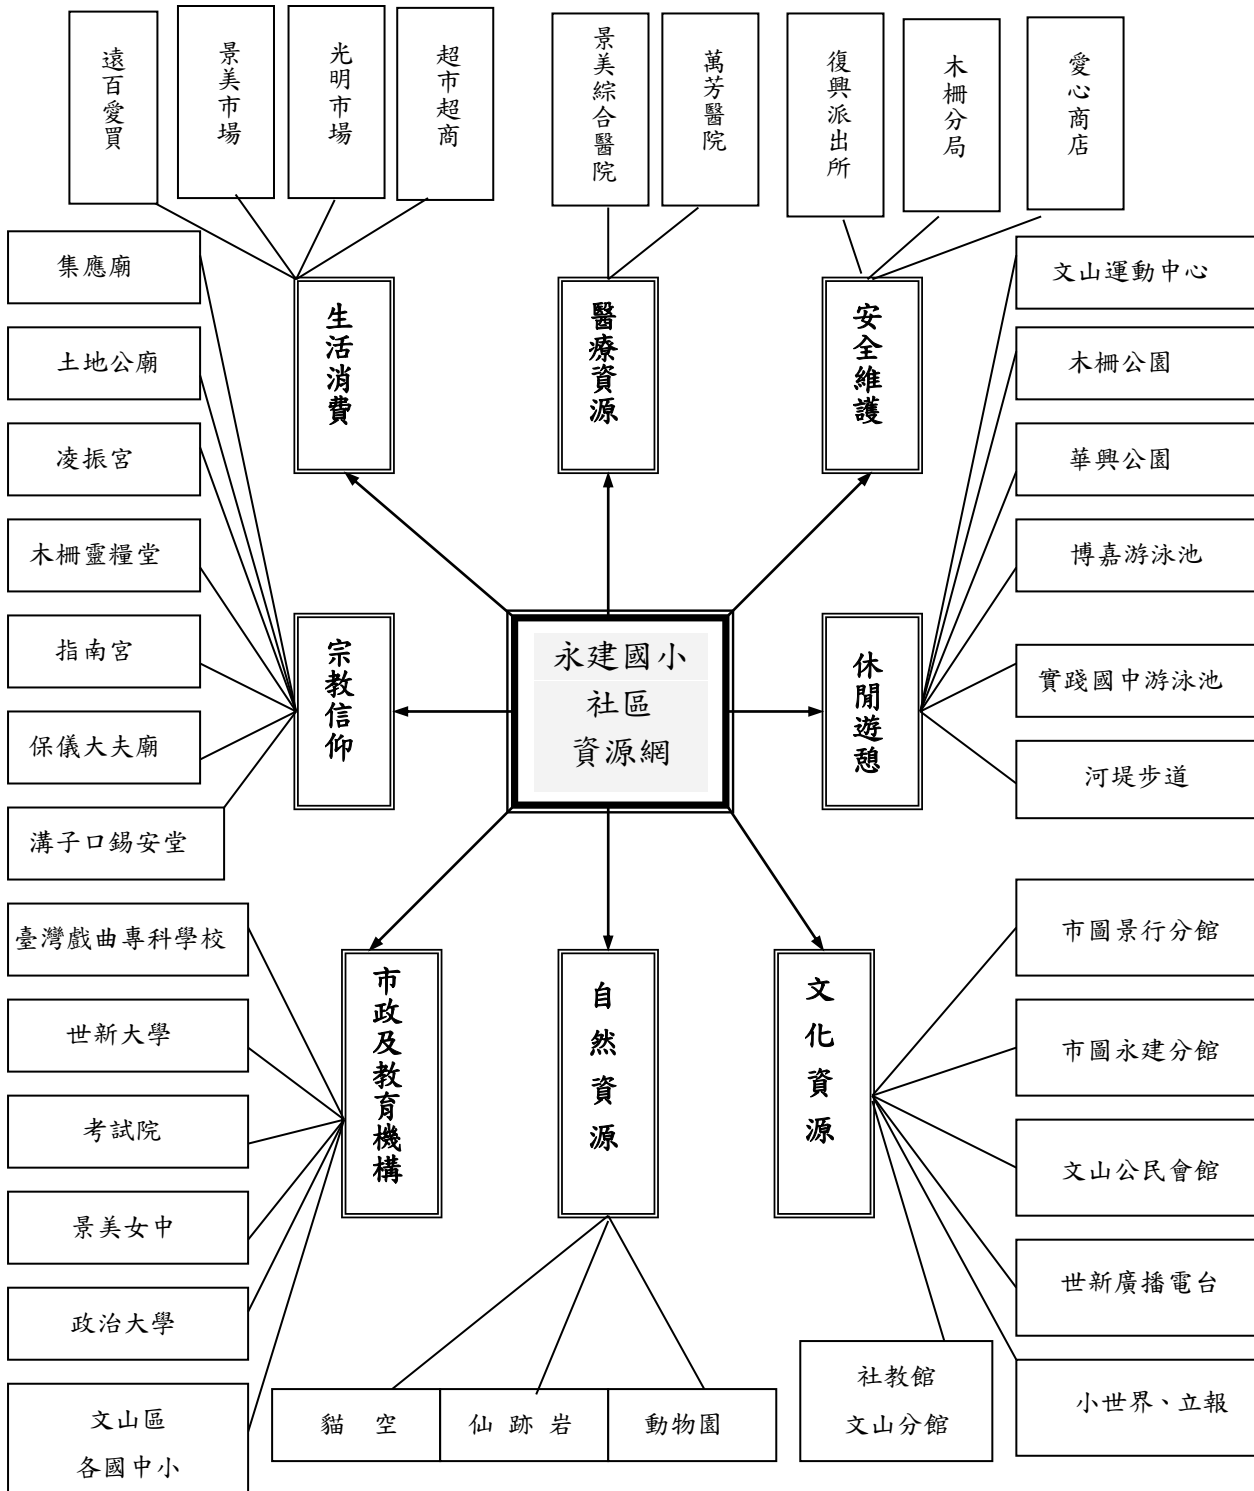 遠百愛買
景美市場
光明市場
超市超商
景美綜合醫院
萬芳醫院
復興派出所
木柵分局
愛心商店
集應廟
土地公廟
凌振宮
木柵靈糧堂
指南宮
保儀大夫廟
溝子口錫安堂
生活消費
醫療資源
安全維護
文山運動中心
木柵公園
華興公園
博嘉游泳池
實踐國中游泳池
河堤步道
宗教信仰
永建國小
社區
資源網
休閒遊憩
臺灣戲曲專科學校
世新大學
考試院
景美女中
政治大學
文山區
各國中小
市政及教育機構
自然資源
文化資源
市圖景行分館
市圖永建分館
文山公民會館
世新廣播電台
小世界、立報
貓 空
仙 跡 岩
動物園
社教館
文山分館